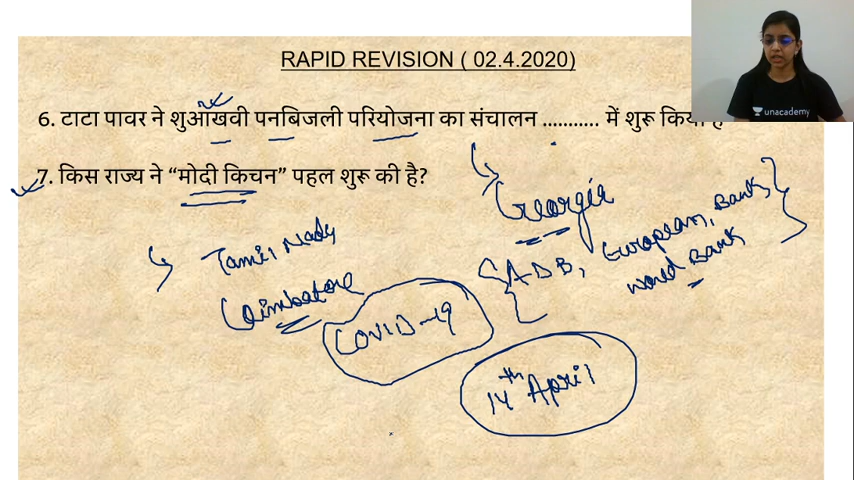 RAPID REVISION ( 02.4.2020)
unacademy
6. टाटा पावर ने शुआखवी पनबिजली परियोजना का संचालन ........... में शुरू किया है
7. किस राज्य ने “मोदी किचन” पहल शुरू की है?
Georgia
Tamil Nadu
ADB, European, Bank
World Bank
Coimbatore
COVID-19
14th April